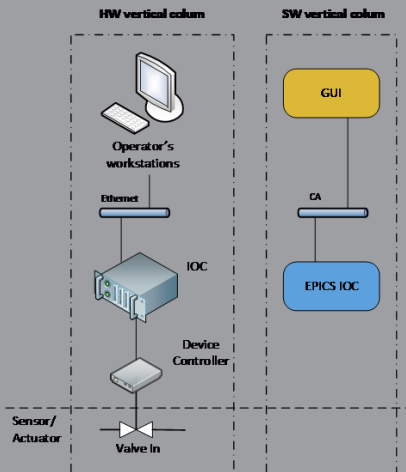 HW vertical colum
SW vertical colum
GUI
Operator's
workstations
Ethernet
CA
IOC
EPICS IOC
Device
Controller
Sensor/
Actuator
Valve In